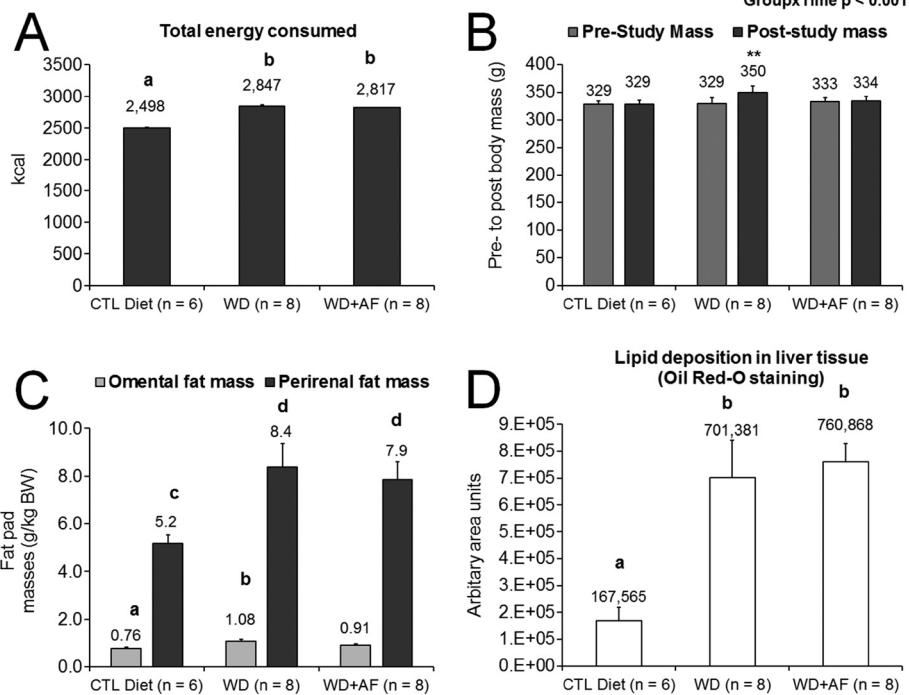 GroupxTime p < 0.001
A
Total energy consumed
a
b
b
3500
3000
2500
2000
1500
1000
500
0
kcal
2,498
2,847
2,817
CTL Diet (n = 6)
WD (n = 8)
WD+AF (n = 8)
B
Pre-Study Mass
Post-study mass
**
400
350
300
250
200
150
100
50
0
Pre- to post body mass (g)
329
329
329
350
333
334
CTL Diet (n = 6)
WD (n = 8)
WD+AF (n = 8)
C
Omental fat mass
Perirenal fat mass
10.0
8.0
6.0
4.0
2.0
0.0
Fat pad
masses (g/kg BW)
a
0.76
c
5.2
b
1.08
d
8.4
0.91
d
7.9
CTL Diet (n = 6)
WD (n = 8)
WD+AF (n = 8)
D
Lipid deposition in liver tissue
(Oil Red-O staining)
9.E+05
8.E+05
7.E+05
6.E+05
5.E+05
4.E+05
3.E+05
2.E+05
1.E+05
0.E+00
Arbitary area units
a
167,565
b
701,381
b
760,868
CTL Diet (n = 6)
WD (n = 8)
WD+AF (n = 8)